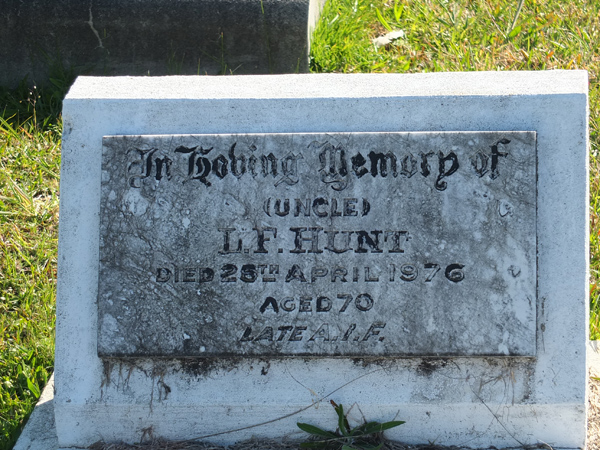 In Loving Memory of
(UNCLE)
L.F. HUNT
DIED 28TH APRIL 1976
AGED 70
LATE A.I.F.